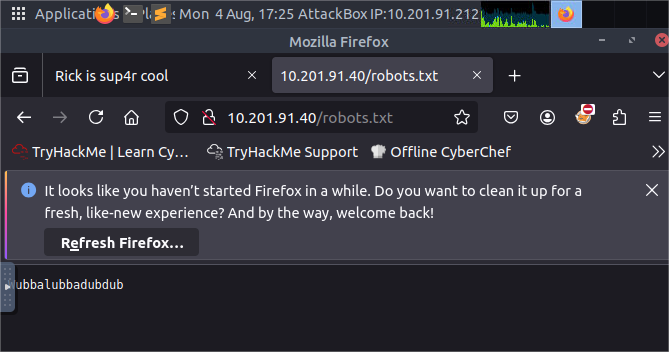 Applications Places Mon 4 Aug, 17:25 AttackBox IP:10.201.91.212
Mozilla Firefox
Rick is sup4r cool
10.201.91.40/robots.txt
10.201.91.40/robots.txt
TryHackMe | Learn Cy…
TryHackMe Support
Offline CyberChef
It looks like you haven't started Firefox in a while. Do you want to clean it up for a
fresh, like-new experience? And by the way, welcome back!
Refresh Firefox…
ubbalubbadubdub